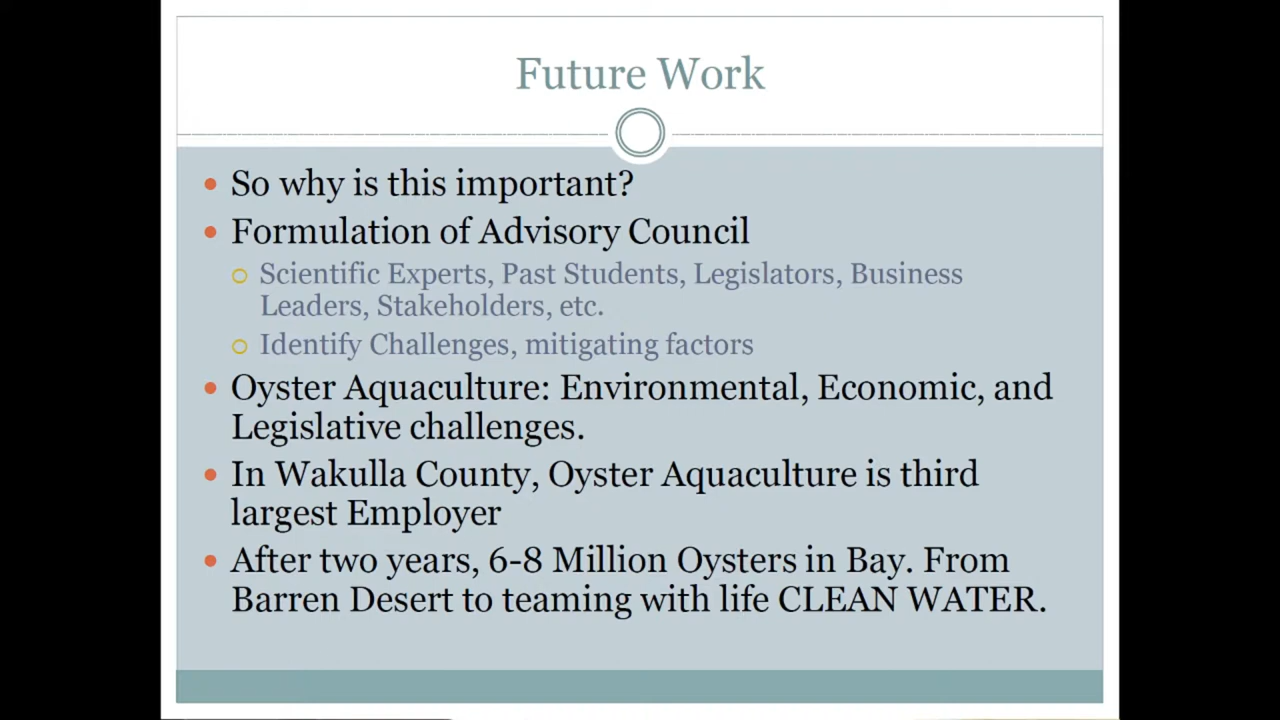 Future Work
So why is this important?
Formulation of Advisory Council
Scientific Experts, Past Students, Legislators, Business
Leaders, Stakeholders, etc.
Identify Challenges, mitigating factors
Oyster Aquaculture: Environmental, Economic, and
Legislative challenges.
In Wakulla County, Oyster Aquaculture is third
largest Employer
After two years, 6-8 Million Oysters in Bay. From
Barren Desert to teaming with life CLEAN WATER.